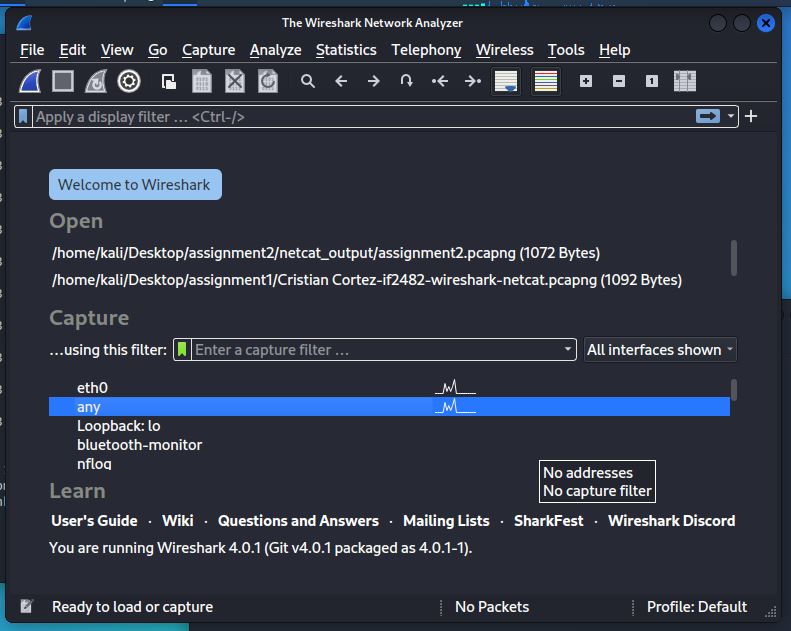 The Wireshark Network Analyzer
File Edit View Go Capture Analyze Statistics Telephony Wireless Tools Help
Apply a display filter … <Ctrl-/>
Welcome to Wireshark
Open
/home/kali/Desktop/assignment2/netcat_output/assignment2.pcapng (1072 Bytes)
/home/kali/Desktop/assignment1/Cristian Cortez-if2482-wireshark-netcat.pcapng (1092 Bytes)
Capture
…using this filter: Enter a capture filter … All interfaces shown
eth0
any
Loopback: lo
bluetooth-monitor
nflog
No addresses
No capture filter
Learn
User's Guide · Wiki · Questions and Answers · Mailing Lists · SharkFest · Wireshark Discord
You are running Wireshark 4.0.1 (Git v4.0.1 packaged as 4.0.1-1).
Ready to load or capture No Packets Profile: Default